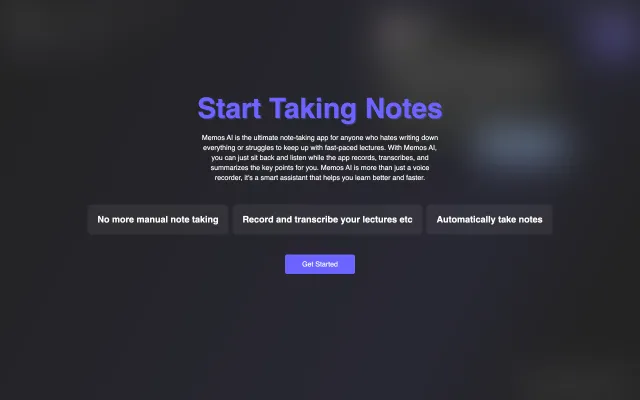 Start Taking Notes
Memos AI is the ultimate note-taking app for anyone who hates writing down
everything or struggles to keep up with fast-paced lectures. With Memos AI,
you can just sit back and listen while the app records, transcribes, and
summarizes the key points for you. Memos AI is more than just a voice
recorder, it's a smart assistant that helps you learn better and faster.
No more manual note taking
Record and transcribe your lectures etc
Automatically take notes
Get Started